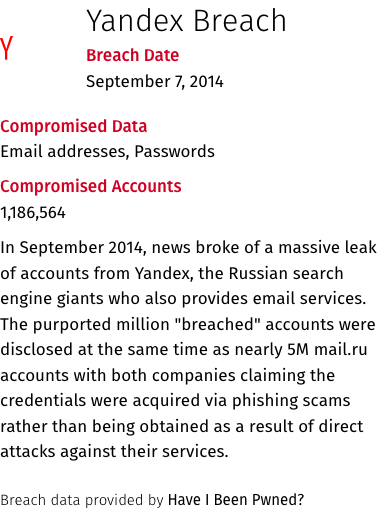 Y
Yandex Breach
Breach Date
September 7, 2014
Compromised Data
Email addresses, Passwords
Compromised Accounts
1,186,564
In September 2014, news broke of a massive leak
of accounts from Yandex, the Russian search
engine giants who also provides email services.
The purported million "breached" accounts were
disclosed at the same time as nearly 5M mail.ru
accounts with both companies claiming the
credentials were acquired via phishing scams
rather than being obtained as a result of direct
attacks against their services.
Breach data provided by Have I Been Pwned?